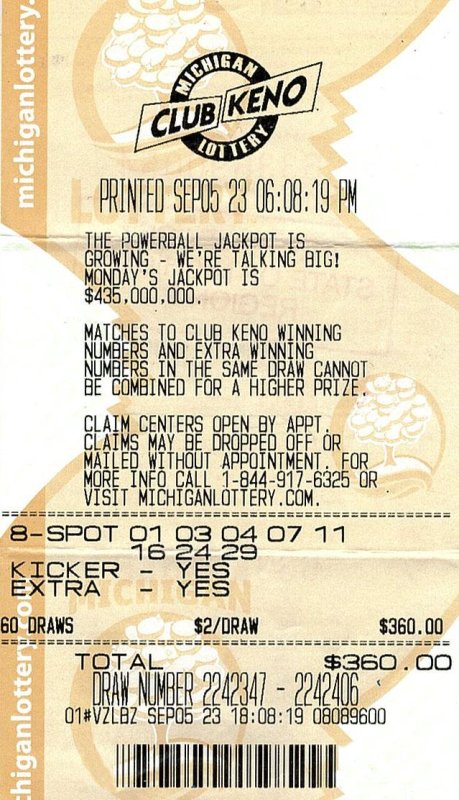 michiganlottery.
MICHIGAN
CLUB KENO
LOTTERY
PRINTED SEP05 23 06:08:19 PM
THE POWERBALL JACKPOT IS
GROWING - WE'RE TALKING BIG!
MONDAY'S JACKPOT IS
$435,000,000.
MATCHES TO CLUB KENO WINNING
NUMBERS AND EXTRA WINNING
NUMBERS IN THE SAME DRAW CANNOT
BE COMBINED FOR A HIGHER PRIZE.
CLAIM CENTERS OPEN BY APPT.
CLAIMS MAY BE DROPPED OFF OR
MAILED WITHOUT APPOINTMENT. FOR
MORE INFO CALL 1-844-917-6325 OR
VISIT MICHIGANLOTTERY.COM.
8-SPOT 01 03 04 07 11
16 24 29
KICKER - YES
EXTRA - YES
MICHIGAN
60 DRAWS $2/DRAW $360.00
TOTAL $360.00
DRAW NUMBER 2242347 - 2242406
01#VZLBZ SEP05 23 18:08:19 08089600
higanlottery.com